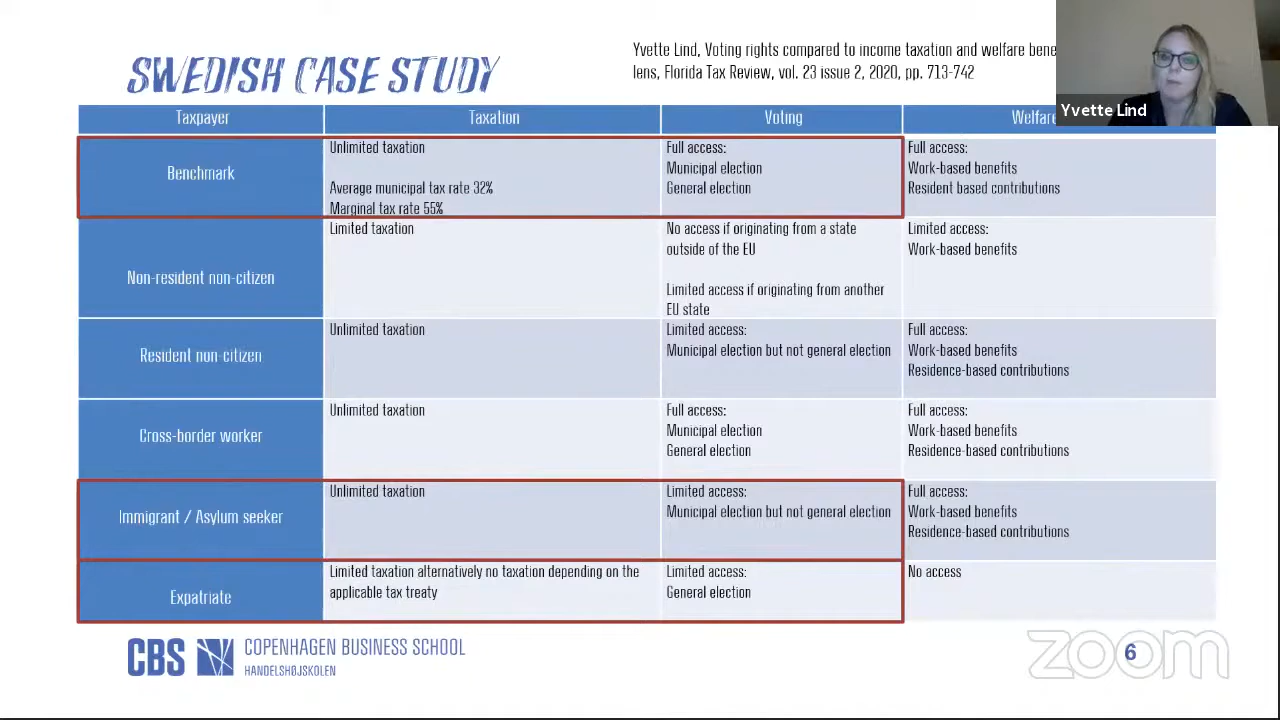 SWEDISH CASE STUDY
Yvette Lind, Voting rights compared to income taxation and welfare
lens, Florida Tax Review, vol. 23 issue 2, 2020, pp. 713-742
Yvette Lind
Taxpayer
Taxation
Voting
Welfare
Benchmark
Unlimited taxation
Average municipal tax rate 32%
Marginal tax rate 55%
Full access:
Municipal election
General election
Full access:
Work-based benefits
Resident based contributions
Non-resident non-citizen
Limited taxation
No access if originating from a state
outside of the EU
Limited access if originating from another
EU state
Limited access:
Work-based benefits
Resident non-citizen
Unlimited taxation
Limited access:
Municipal election but not general election
Full access:
Work-based benefits
Residence-based contributions
Cross-border worker
Unlimited taxation
Full access:
Municipal election
General election
Full access:
Work-based benefits
Residence-based contributions
Immigrant / Asylum seeker
Unlimited taxation
Limited access:
Municipal election but not general election
Full access:
Work-based benefits
Residence-based contributions
Expatriate
Limited taxation alternatively no taxation depending on the
applicable tax treaty
Limited access:
General election
No access
CBS
COPENHAGEN BUSINESS SCHOOL
HANDELSHØJSKOLEN
zoom
6